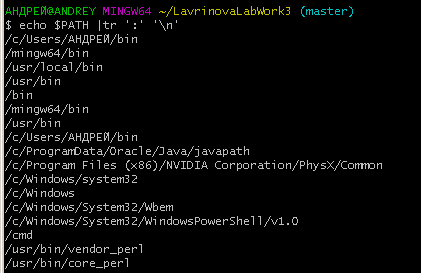 АНДРЕЙ@ANDREY MINGW64 ~/LavrinovaLabWork3 (master)
$ echo $PATH |tr ':' '\n'
/c/Users/АНДРЕЙ/bin
/mingw64/bin
/usr/local/bin
/usr/bin
/bin
/mingw64/bin
/usr/bin
/c/Users/АНДРЕЙ/bin
/c/ProgramData/Oracle/Java/javapath
/c/Program Files (x86)/NVIDIA Corporation/PhysX/Common
/c/Windows/system32
/c/Windows
/c/Windows/System32/Wbem
/c/Windows/System32/WindowsPowerShell/v1.0
/cmd
/usr/bin/vendor_perl
/usr/bin/core_perl